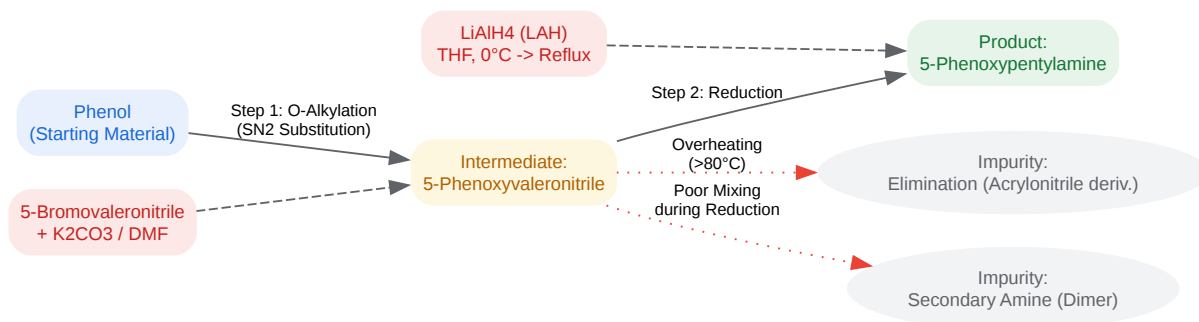 LiAlH4 (LAH)
THF, 0°C -> Reflux
Product:
5-Phenoxypentylamine
Phenol
(Starting Material)
Step 1: O-Alkylation
(SN2 Substitution)
Step 2: Reduction
Intermediate:
5-Phenoxyvaleronitrile
Overheating
(>80°C)
Impurity:
Elimination (Acrylonitrile deriv.)
5-Bromovaleronitrile
+ K2CO3 / DMF
Poor Mixing
during Reduction
Impurity:
Secondary Amine (Dimer)